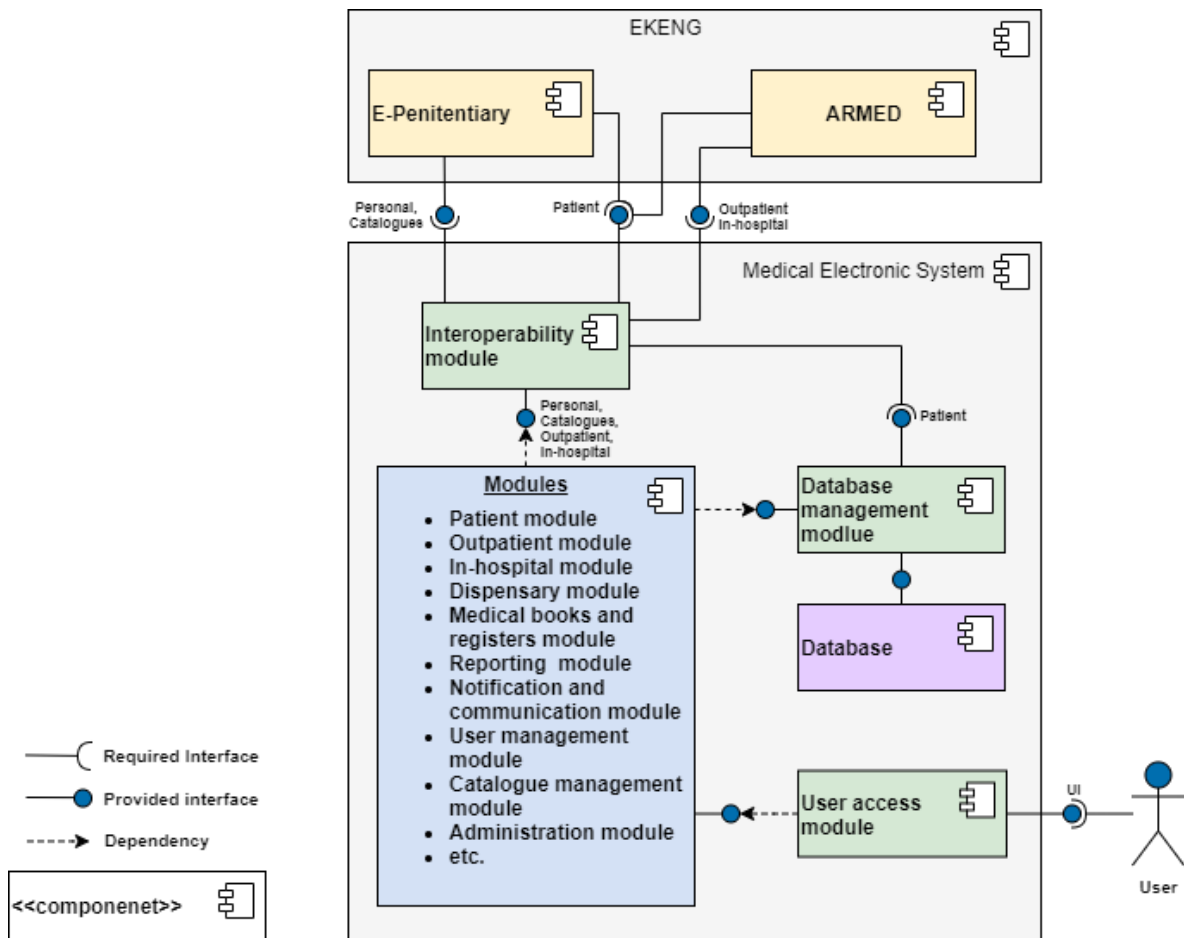 EKENG
E-Penitentiary
ARMED
Personal,
Catalogues
Patient
Outpatient
In-hospital
Medical Electronic System
Interoperability
module
Personal,
Catalogues,
Outpatient,
In-hospital
Patient
Modules
• Patient module
• Outpatient module
• In-hospital module
• Dispensary module
• Medical books and
registers module
• Reporting module
• Notification and
communication module
• User management
module
• Catalogue management
module
• Administration module
• etc.
Database
management
modlue
Database
User access
module
UI
User
Required Interface
Provided interface
Dependency
<<componenet>>